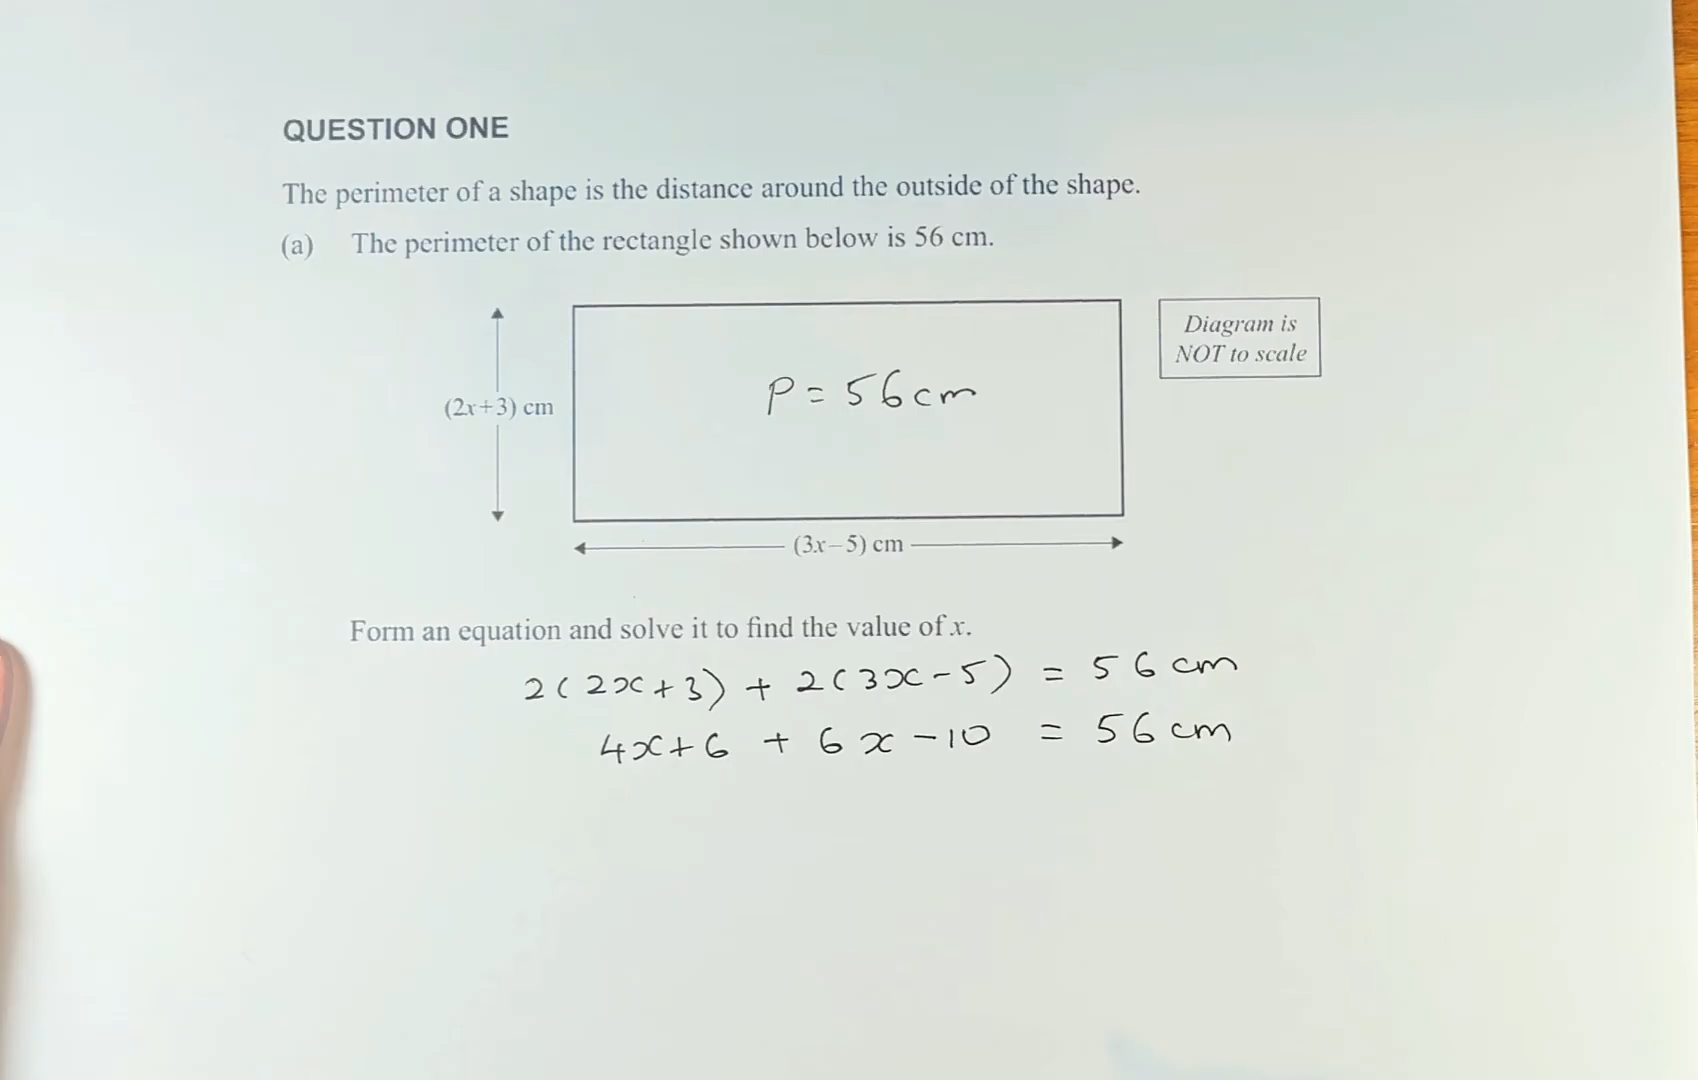 QUESTION ONE
The perimeter of a shape is the distance around the outside of the shape.
(a) The perimeter of the rectangle shown below is 56 cm.
Diagram is
NOT to scale
P = 56cm
(2x+3) cm
(3x–5) cm
Form an equation and solve it to find the value of x.
2(2x+3) + 2(3x-5) = 56 cm
4x+6 + 6x-10 = 56 cm